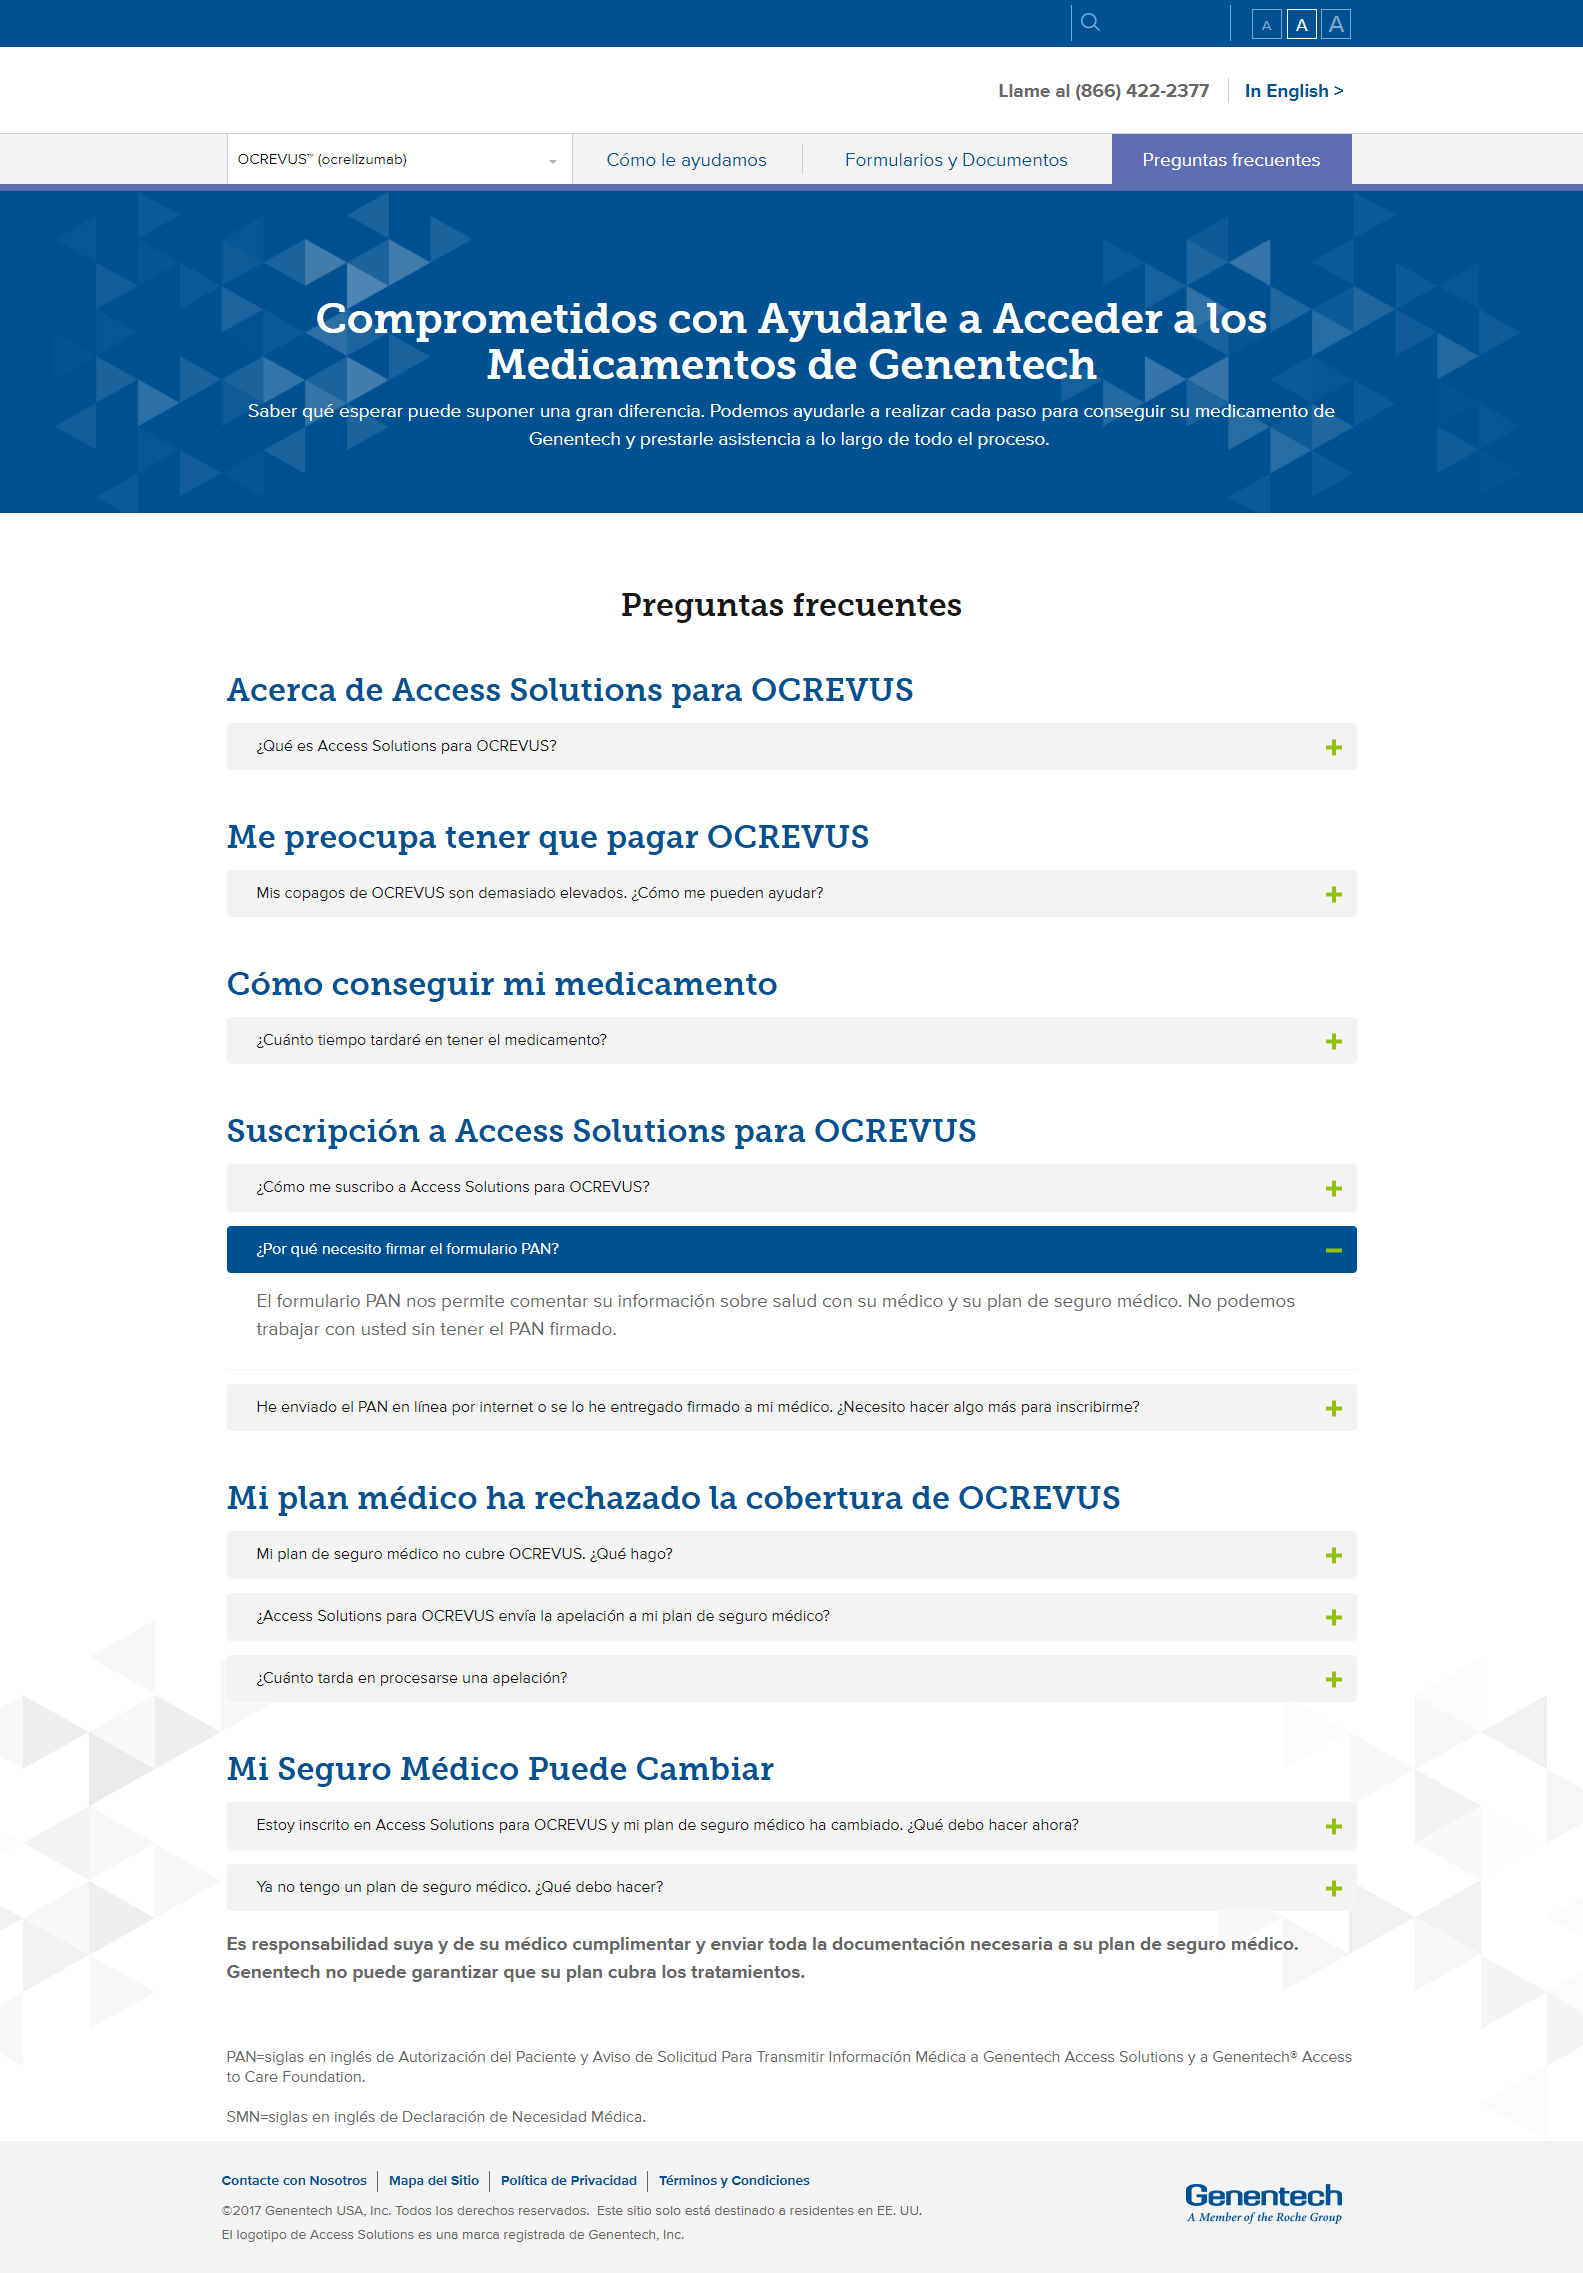 A A A
Llame al (866) 422-2377 In English >
OCREVUS™ (ocrelizumab) Cómo le ayudamos Formularios y Documentos Preguntas frecuentes
Comprometidos con Ayudarle a Acceder a los
Medicamentos de Genentech
Saber qué esperar puede suponer una gran diferencia. Podemos ayudarle a realizar cada paso para conseguir su medicamento de
Genentech y prestarle asistencia a lo largo de todo el proceso.
Preguntas frecuentes
Acerca de Access Solutions para OCREVUS
¿Qué es Access Solutions para OCREVUS?
Me preocupa tener que pagar OCREVUS
Mis copagos de OCREVUS son demasiado elevados. ¿Cómo me pueden ayudar?
Cómo conseguir mi medicamento
¿Cuánto tiempo tardaré en tener el medicamento?
Suscripción a Access Solutions para OCREVUS
¿Cómo me suscribo a Access Solutions para OCREVUS?
¿Por qué necesito firmar el formulario PAN?
El formulario PAN nos permite comentar su información sobre salud con su médico y su plan de seguro médico. No podemos
trabajar con usted sin tener el PAN firmado.
He enviado el PAN en línea por internet o se lo he entregado firmado a mi médico. ¿Necesito hacer algo más para inscribirme?
Mi plan médico ha rechazado la cobertura de OCREVUS
Mi plan de seguro médico no cubre OCREVUS. ¿Qué hago?
¿Access Solutions para OCREVUS envía la apelación a mi plan de seguro médico?
¿Cuánto tarda en procesarse una apelación?
Mi Seguro Médico Puede Cambiar
Estoy inscrito en Access Solutions para OCREVUS y mi plan de seguro médico ha cambiado. ¿Qué debo hacer ahora?
Ya no tengo un plan de seguro médico. ¿Qué debo hacer?
Es responsabilidad suya y de su médico cumplimentar y enviar toda la documentación necesaria a su plan de seguro médico.
Genentech no puede garantizar que su plan cubra los tratamientos.
PAN=siglas en inglés de Autorización del Paciente y Aviso de Solicitud Para Transmitir Información Médica a Genentech Access Solutions y a Genentech® Access
to Care Foundation.
SMN=siglas en inglés de Declaración de Necesidad Médica.
Contacte con Nosotros Mapa del Sitio Política de Privacidad Términos y Condiciones
©2017 Genentech USA, Inc. Todos los derechos reservados. Este sitio solo está destinado a residentes en EE. UU.
El logotipo de Access Solutions es una marca registrada de Genentech, Inc.
Genentech
A Member of the Roche Group